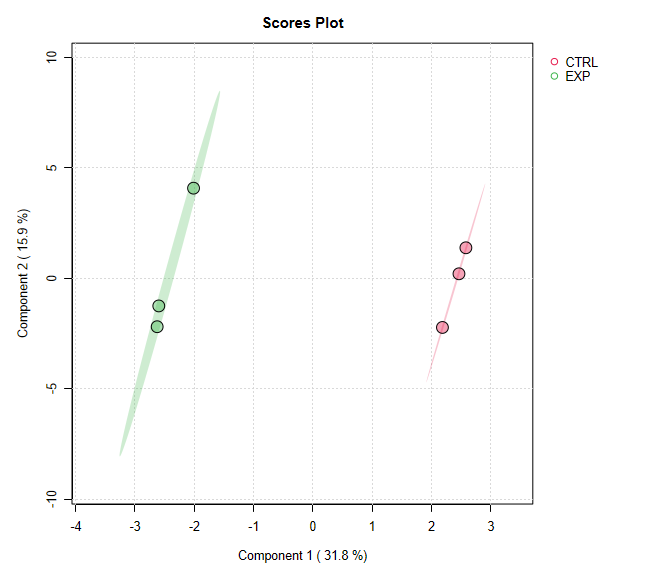 Scores Plot
CTRL
EXP
10
5
0
-5
-10
Component 2 ( 15.9 %)
-4 -3 -2 -1 0 1 2 3
Component 1 ( 31.8 %)